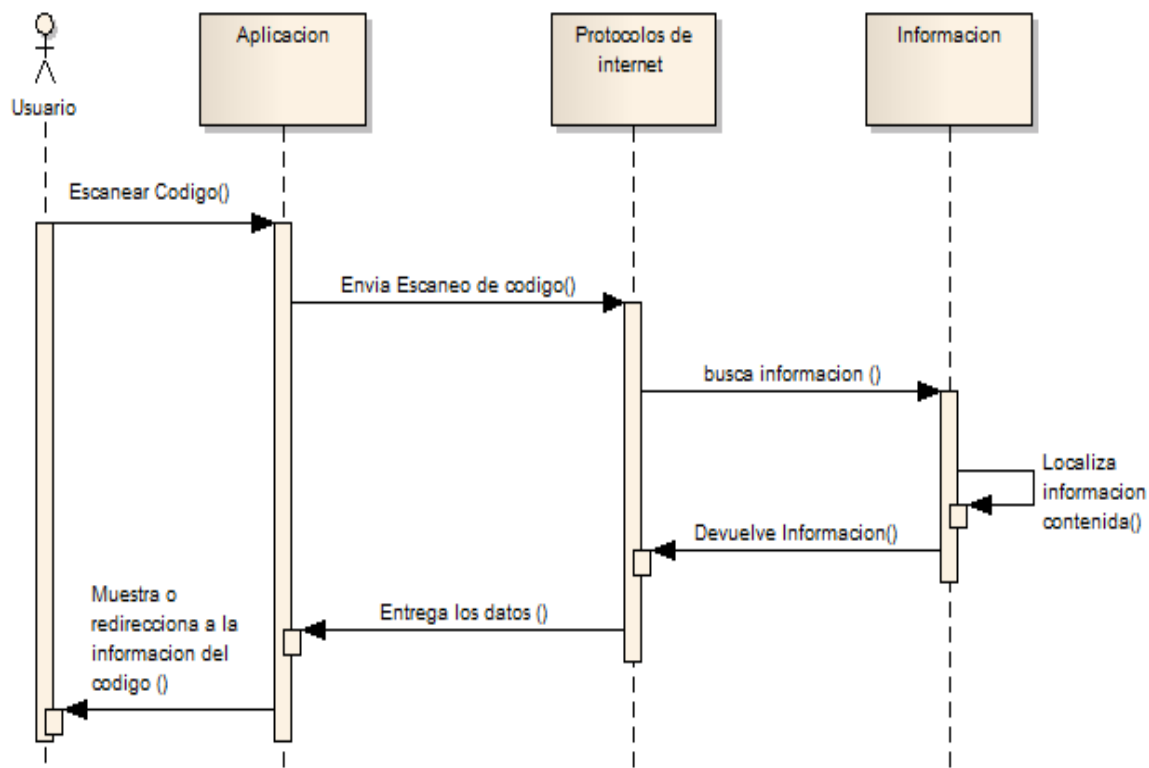 Usuario
Aplicacion
Protocolos de
internet
Informacion
Escanear Codigo()
Envia Escaneo de codigo()
busca informacion ()
Localiza
informacion
contenida()
Devuelve Informacion()
Entrega los datos ()
Muestra o
redirecciona a la
informacion del
codigo ()